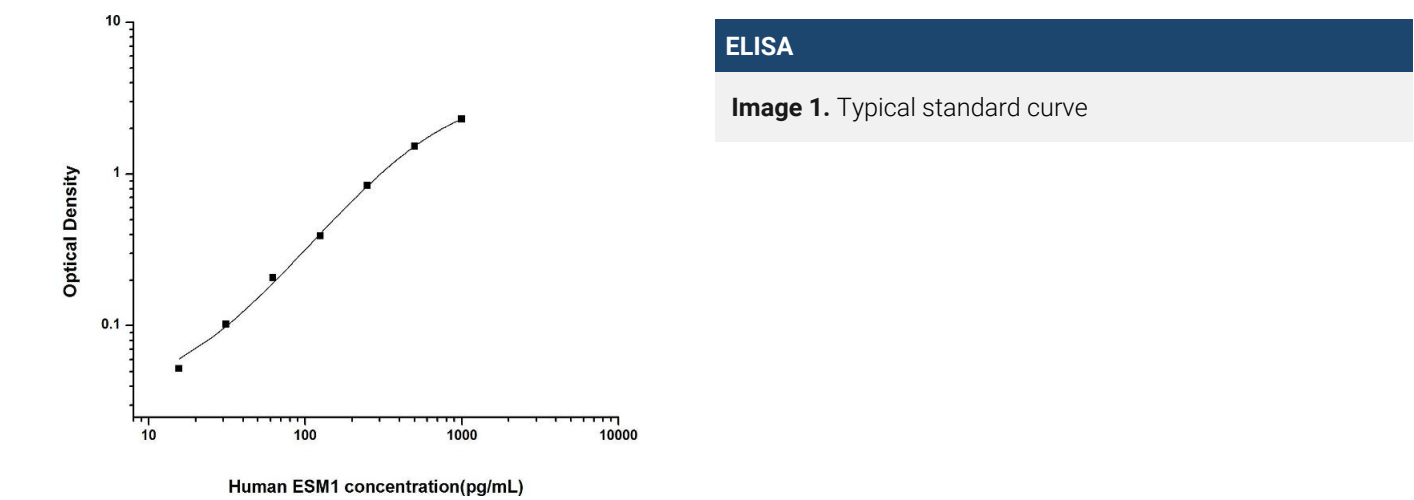 10
1
0.1
Optical Density
10 100 1000 10000
Human ESM1 concentration(pg/mL)
ELISA
Image 1. Typical standard curve